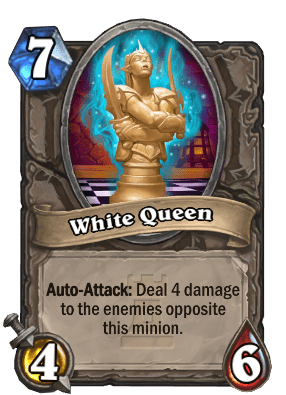 7
White Queen
Auto-Attack: Deal 4 damage
to the enemies opposite
this minion.
4
6